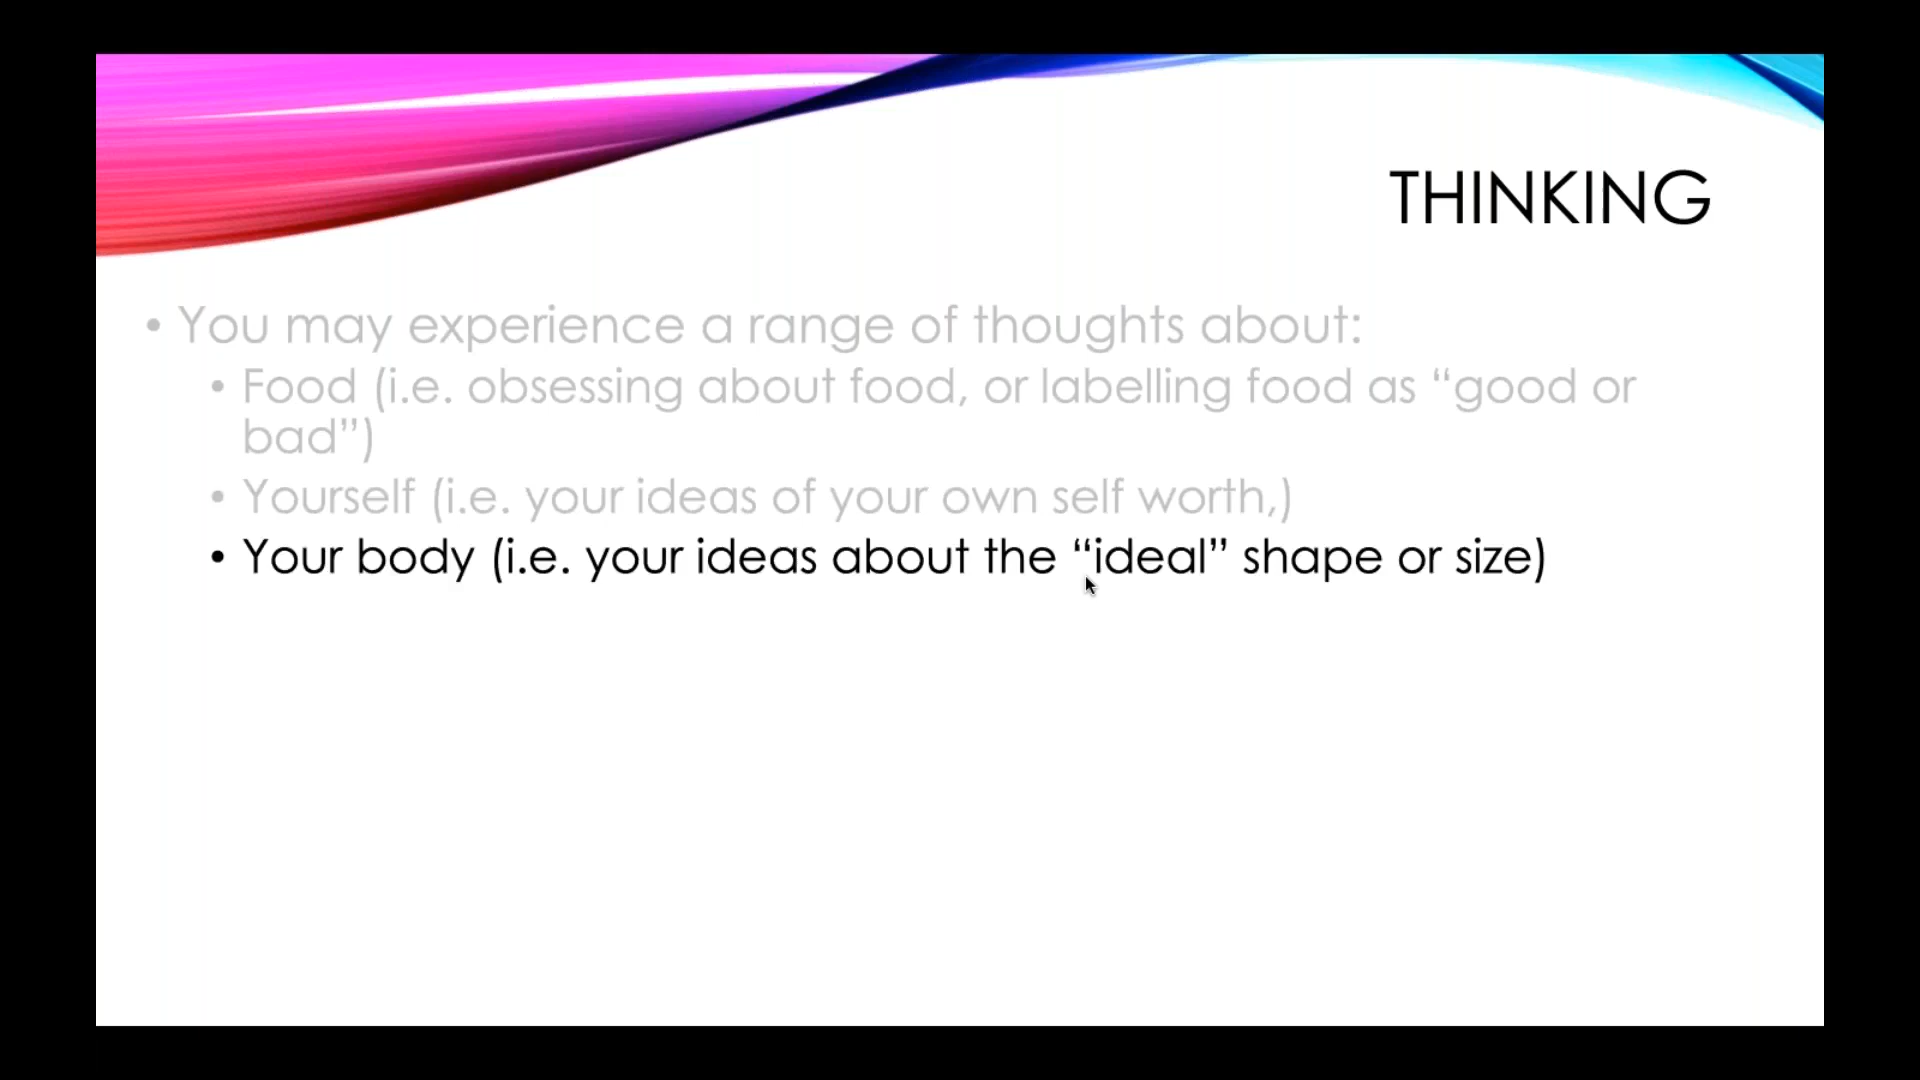 THINKING
• You may experience a range of thoughts about:
• Food (i.e. obsessing about food, or labelling food as “good or
bad”)
• Yourself (i.e. your ideas of your own self worth,)
• Your body (i.e. your ideas about the “ideal” shape or size)